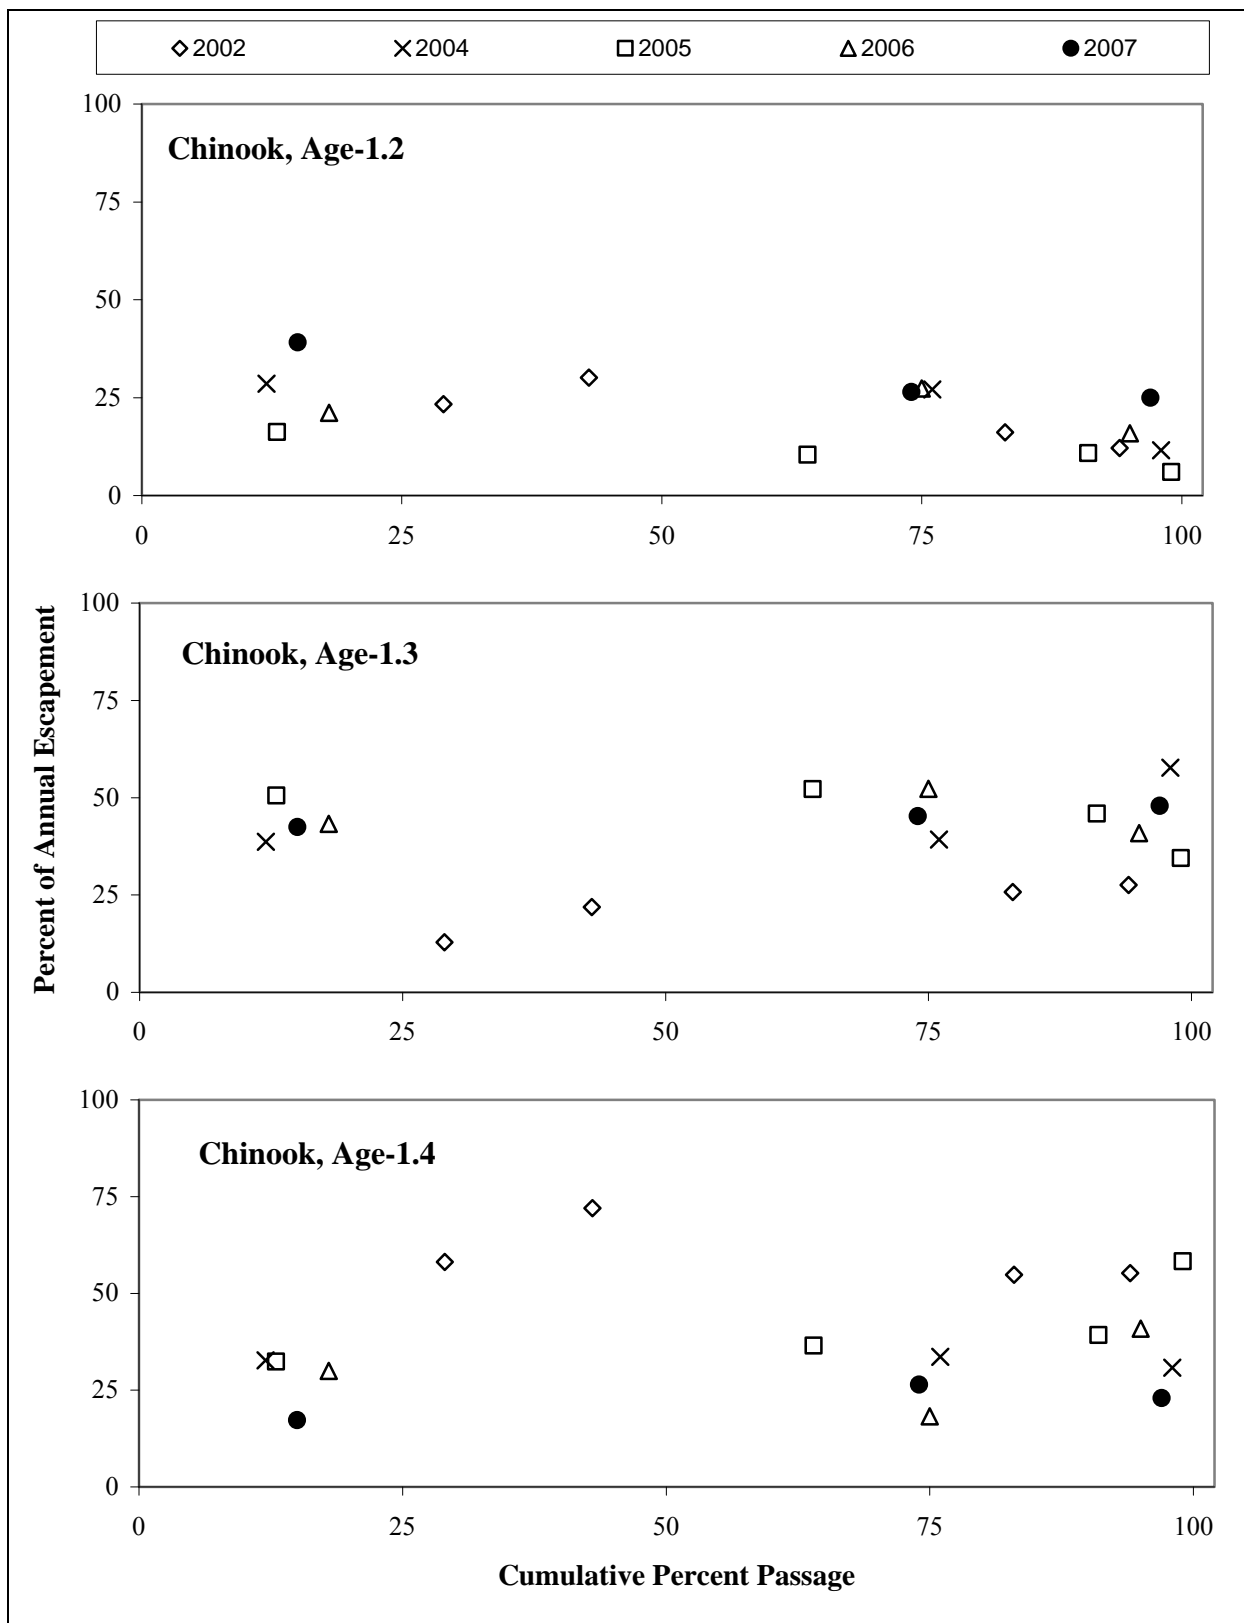 2002 2004 2005 2006 2007
100
Chinook, Age-1.2
75
50
25
0
0 25 50 75 100
Percent of Annual Escapement
100
Chinook, Age-1.3
75
50
25
0
0 25 50 75 100
100
Chinook, Age-1.4
75
50
25
0
0 25 50 75 100
Cumulative Percent Passage